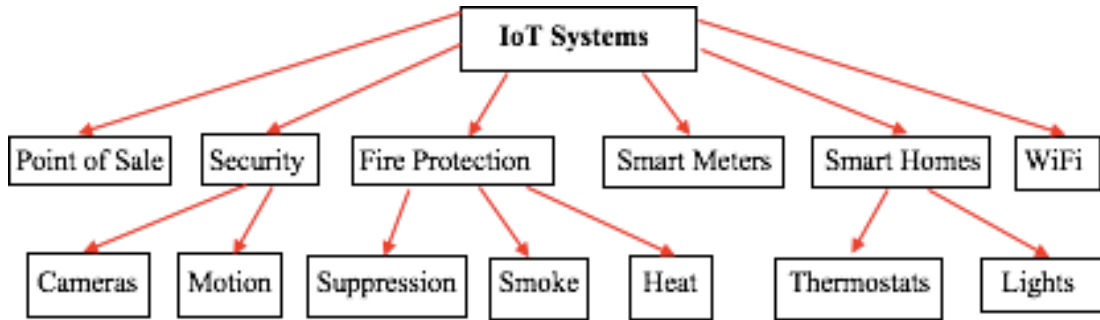 IoT Systems
Point of Sale
Security
Fire Protection
Smart Meters
Smart Homes
WiFi
Cameras
Motion
Suppression
Smoke
Heat
Thermostats
Lights